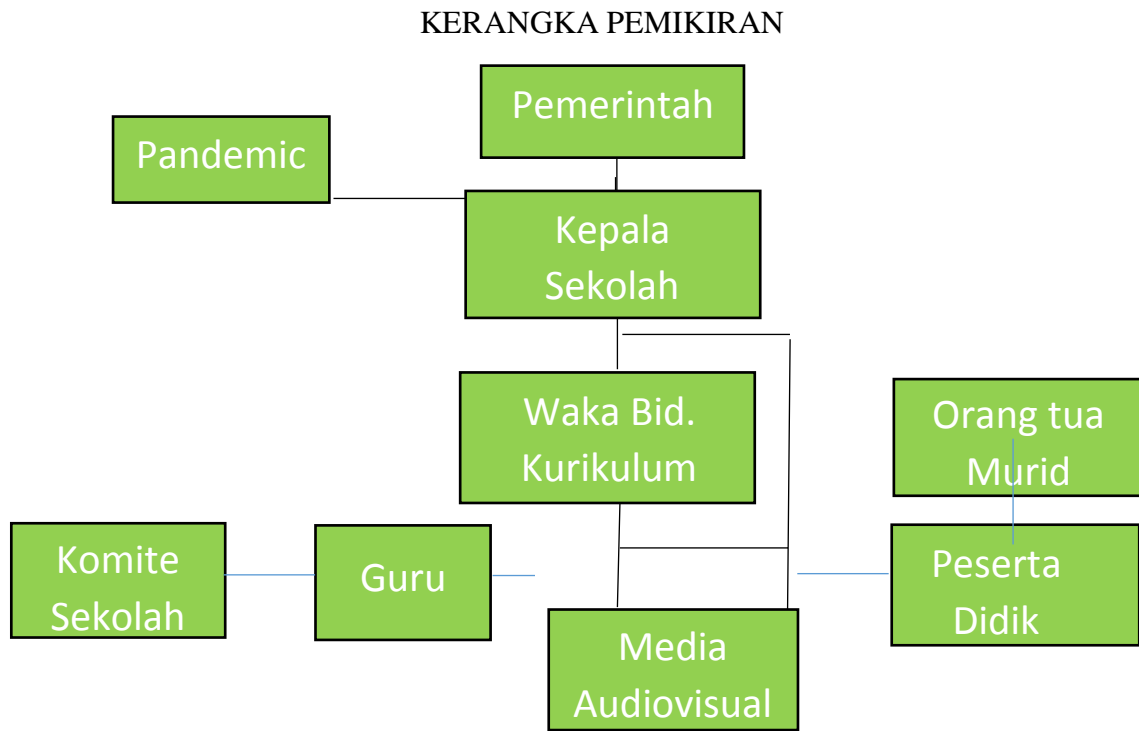 KERANGKA PEMIKIRAN
Pemerintah
Pandemic
Kepala
Sekolah
Waka Bid.
Kurikulum
Orang tua
Murid
Komite
Sekolah
Guru
Peserta
Didik
Media
Audiovisual